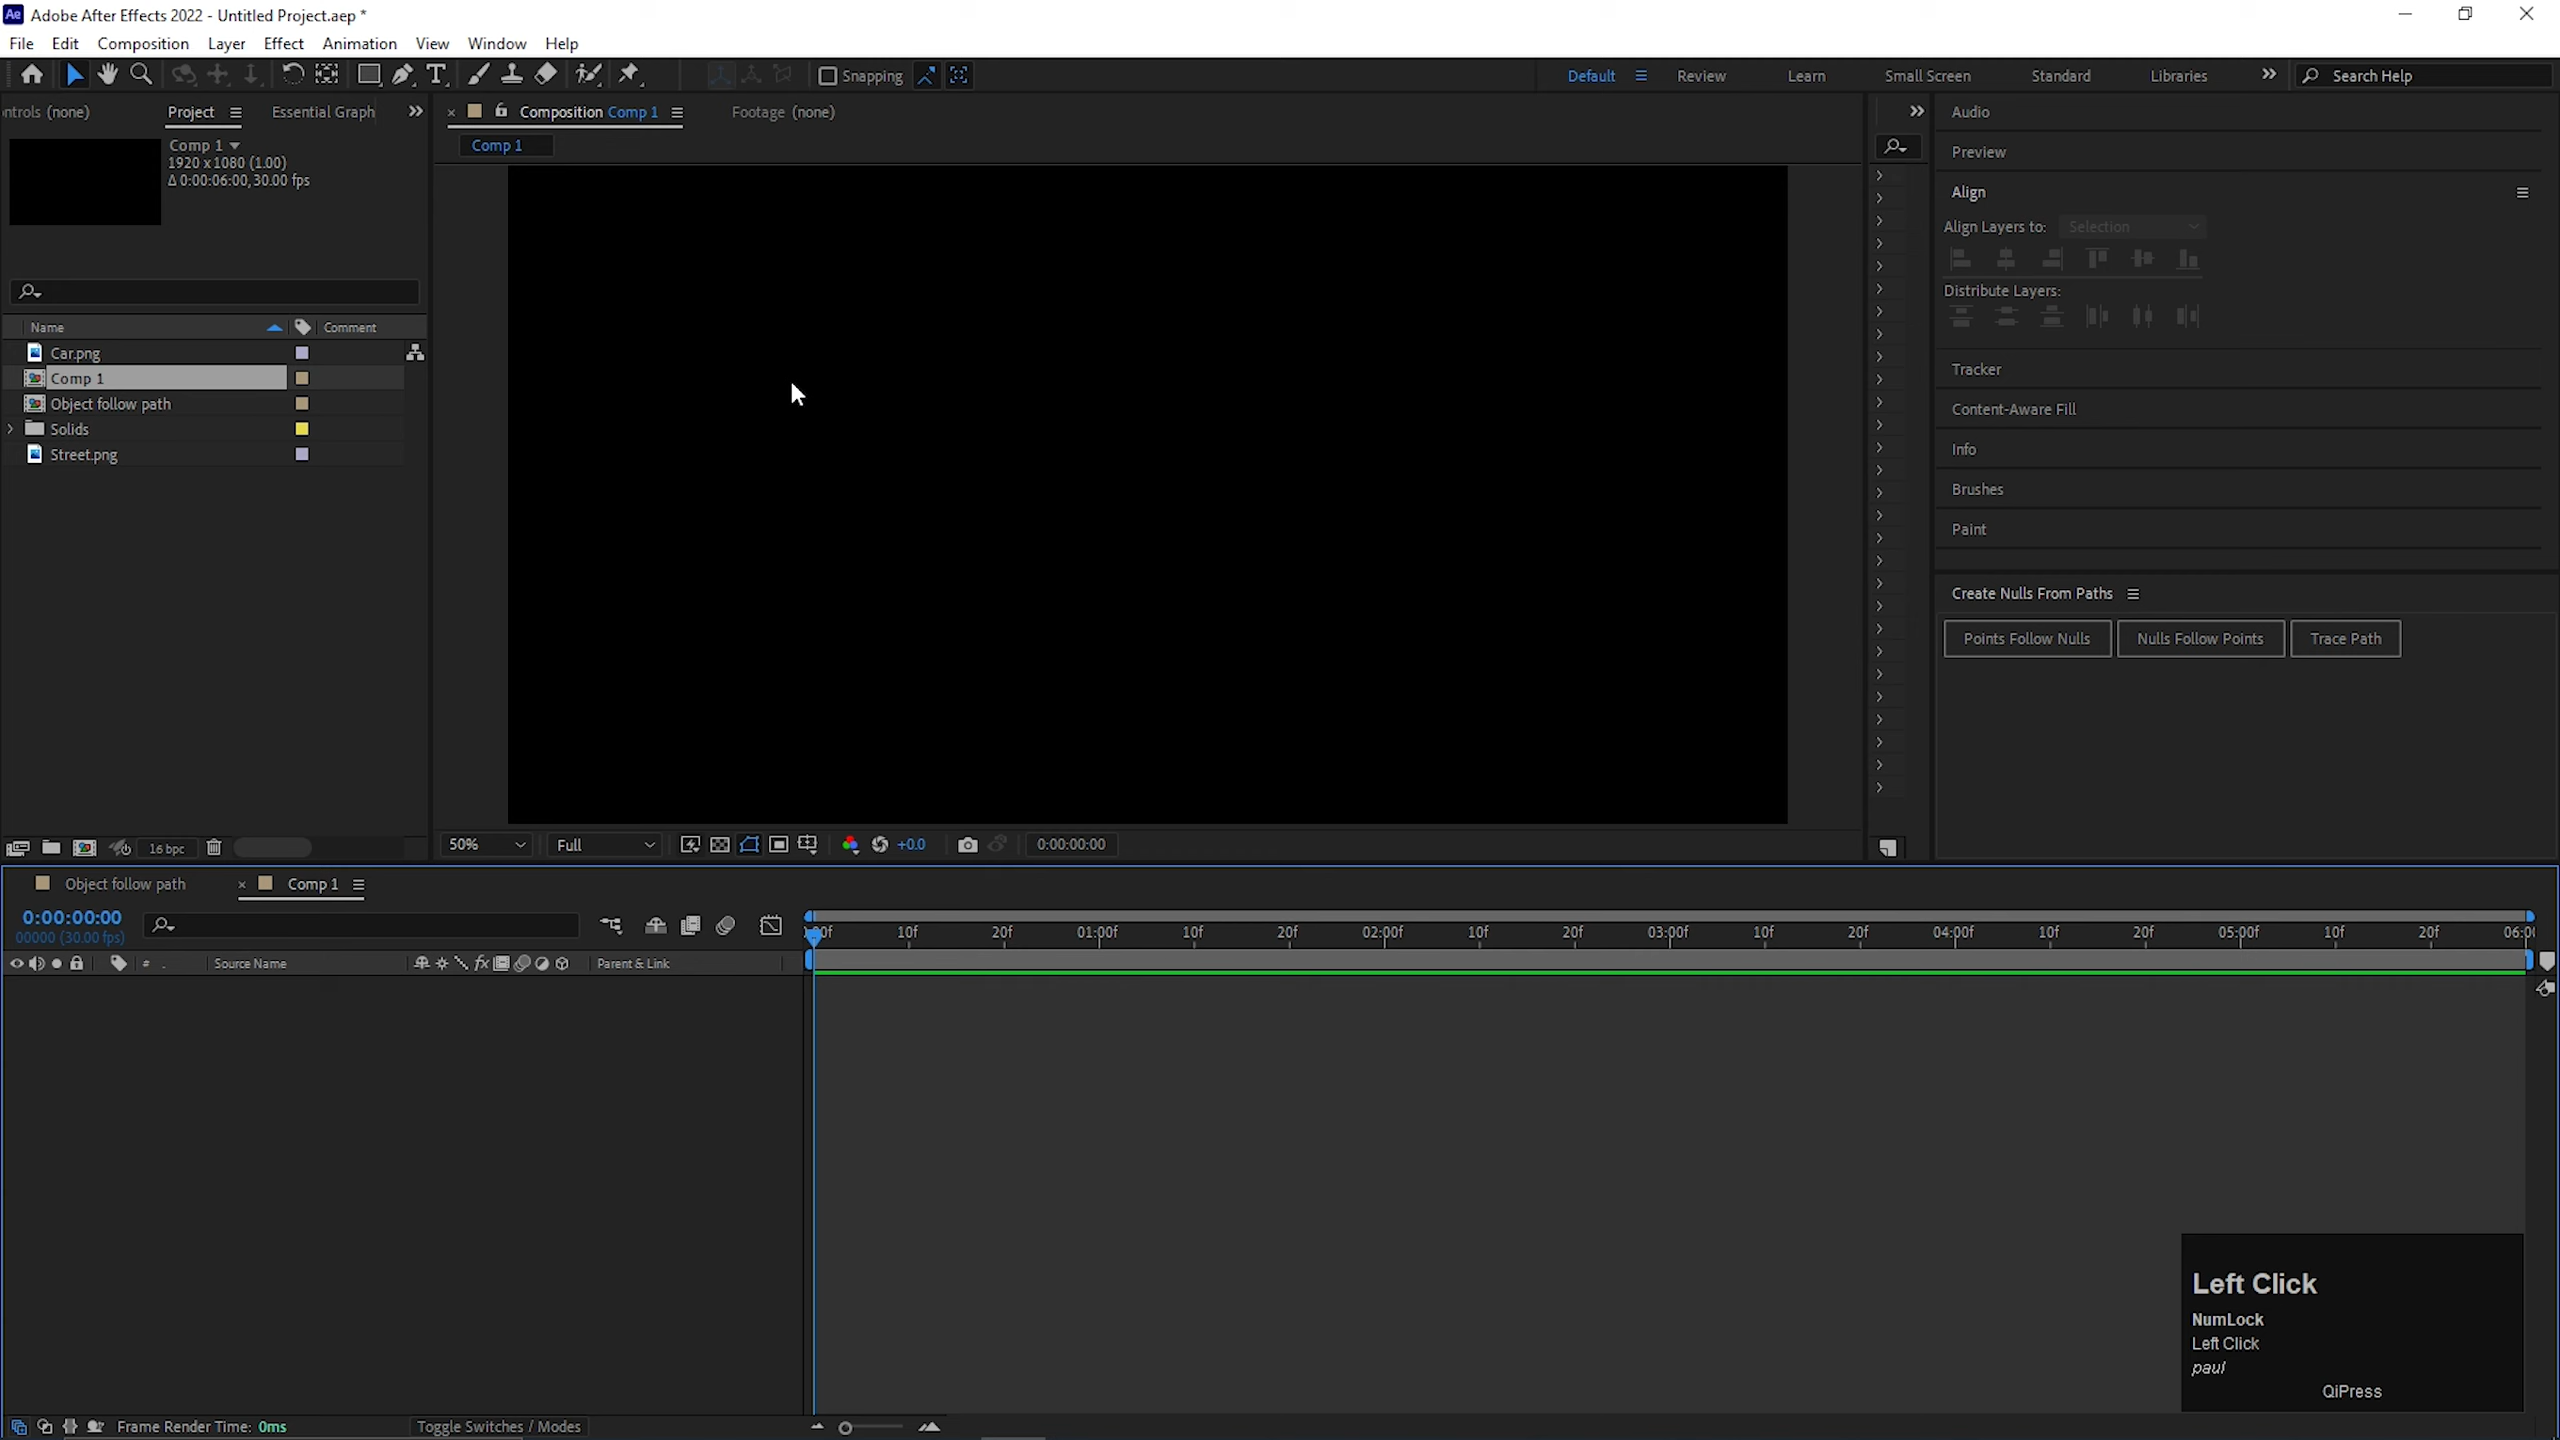 Adobe After Effects 2022 - Untitled Project.aep *
File Edit Composition Layer Effect Animation View Window Help
Snapping
Default Review Learn Small Screen Standard Libraries Search Help
ntrols (none) Project Essential Graph
Composition Comp 1 Footage (none)
Comp 1
Comp 1
1920 x 1080 (1.00)
Δ 0:00:06:00, 30.00 fps
Name Comment
Car.png
Comp 1
Object follow path
Solids
Street.png
16 bpc
50% Full +0.0 0:00:00:00
Audio
Preview
Align
Align Layers to: Selection
Distribute Layers:
Tracker
Content-Aware Fill
Info
Brushes
Paint
Create Nulls From Paths
Points Follow Nulls Nulls Follow Points Trace Path
Object follow path Comp 1
0:00:00:00
00000 (30.00 fps)
# . Source Name fx Parent & Link
:00f 10f 20f 01:00f 10f 20f 02:00f 10f 20f 03:00f 10f 20f 04:00f 10f 20f 05:00f 10f 20f 06:0
Left Click
NumLock
Left Click
paul
QiPress
Frame Render Time: 0ms Toggle Switches / Modes